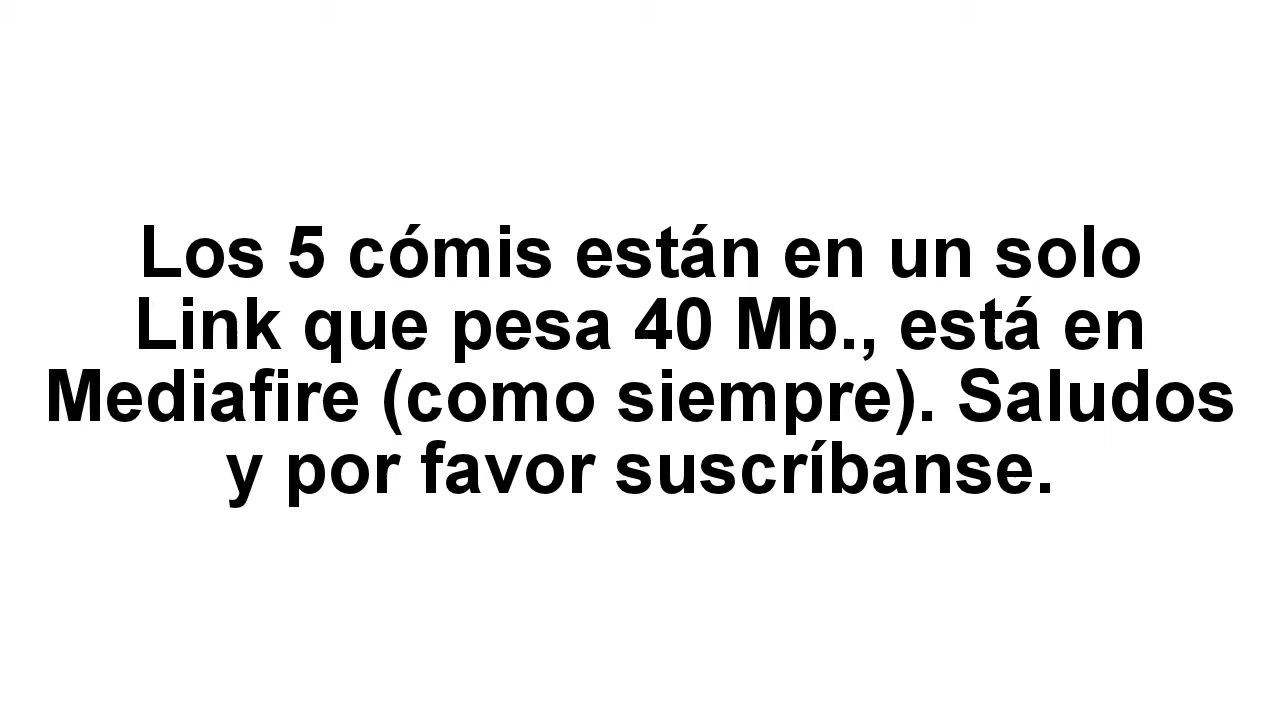 Los 5 cómis están en un solo
Link que pesa 40 Mb., está en
Mediafire (como siempre). Saludos
y por favor suscríbanse.